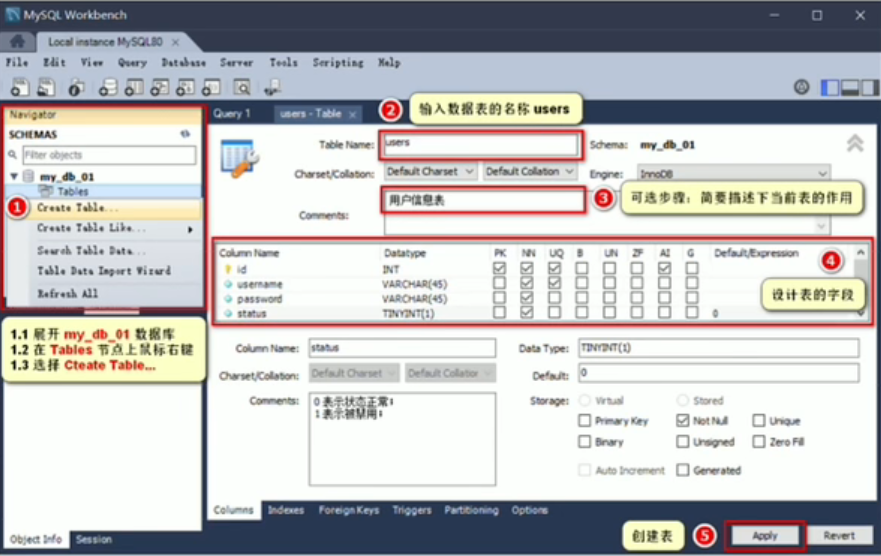 MySQL Workbench
Local instance MySQL80 ×
File Edit View Query Database Server Tools Scripting Help
Navigator
SCHEMAS
Filter objects
my_db_01
Tables
1
Create Table...
Create Table Like...
Search Table Data...
Table Data Import Wizard
Refresh All
1.1 展开 my_db_01 数据库
1.2 在 Tables 节点上鼠标右键
1.3 选择 Cteate Table...
Object Info Session
Query 1 users - Table ×
2 输入数据表的名称 users
Table Name: users Schema: my_db_01
Charset/Collation: Default Charset Default Collation Engine: InnoDB
Comments: 用户信息表
3 可选步骤：简要描述下当前表的作用
Column Name Datatype PK NN UQ B UN ZF AI G Default/Expression
id INT
username VARCHAR(45)
password VARCHAR(45)
status TINYINT(1) 0
4
设计表的字段
Column Name: status Data Type: TINYINT(1)
Charset/Collation: Default Charset Default Collation Default: 0
Comments: 0 表示状态正常；
1 表示被禁用；
Storage: Virtual Stored
Primary Key Not Null Unique
Binary Unsigned Zero Fill
Auto Increment Generated
Columns Indexes Foreign Keys Triggers Partitioning Options
创建表 5 Apply Revert